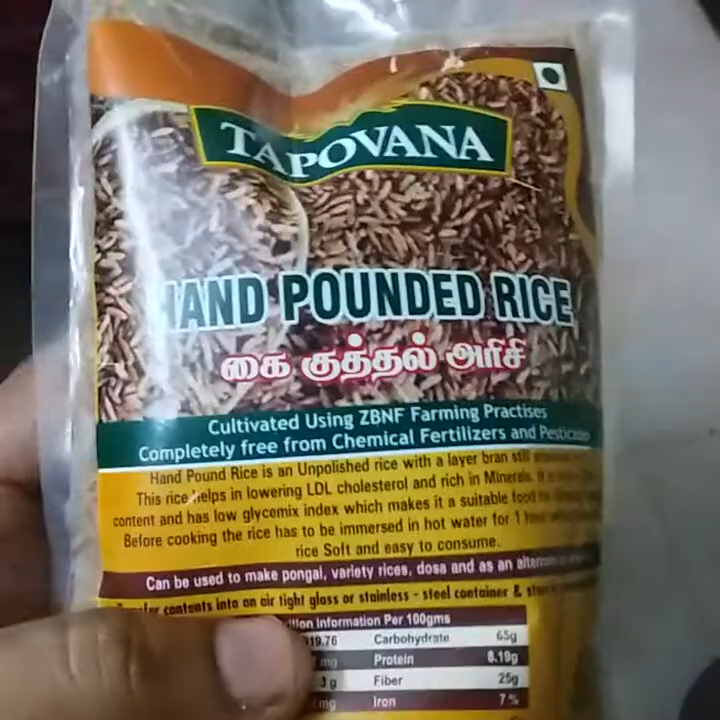 TAPOVANA
HAND POUNDED RICE
கை குத்தல் அரிசி
Cultivated Using ZBNF Farming Practises
Completely free from Chemical Fertilizers and
Hand Pound Rice is an Unpolished rice with a layer bran still
This rice helps in lowering LDL cholesterol and rich in Minerals.
content and has low glycemix index which makes it a suitable food
Before cooking the rice has to be immersed in hot water for 1
rice Soft and easy to consume.
Can be used to make pongal, variety rices, dosa and as an
contents into an air tight glass or stainless - steel container &
Information Per 100gms
19.76 Carbohydrate 65g
mg Protein 8.19g
3 g Fiber 25g
mg Iron 7 %